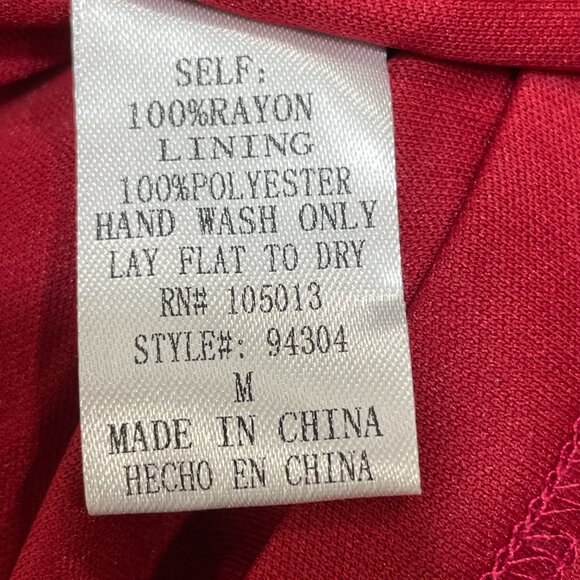 SELF:
100%RAYON
LINING
100%POLYESTER
HAND WASH ONLY
LAY FLAT TO DRY
RN# 105013
STYLE#: 94304
M
MADE IN CHINA
HECHO EN CHINA